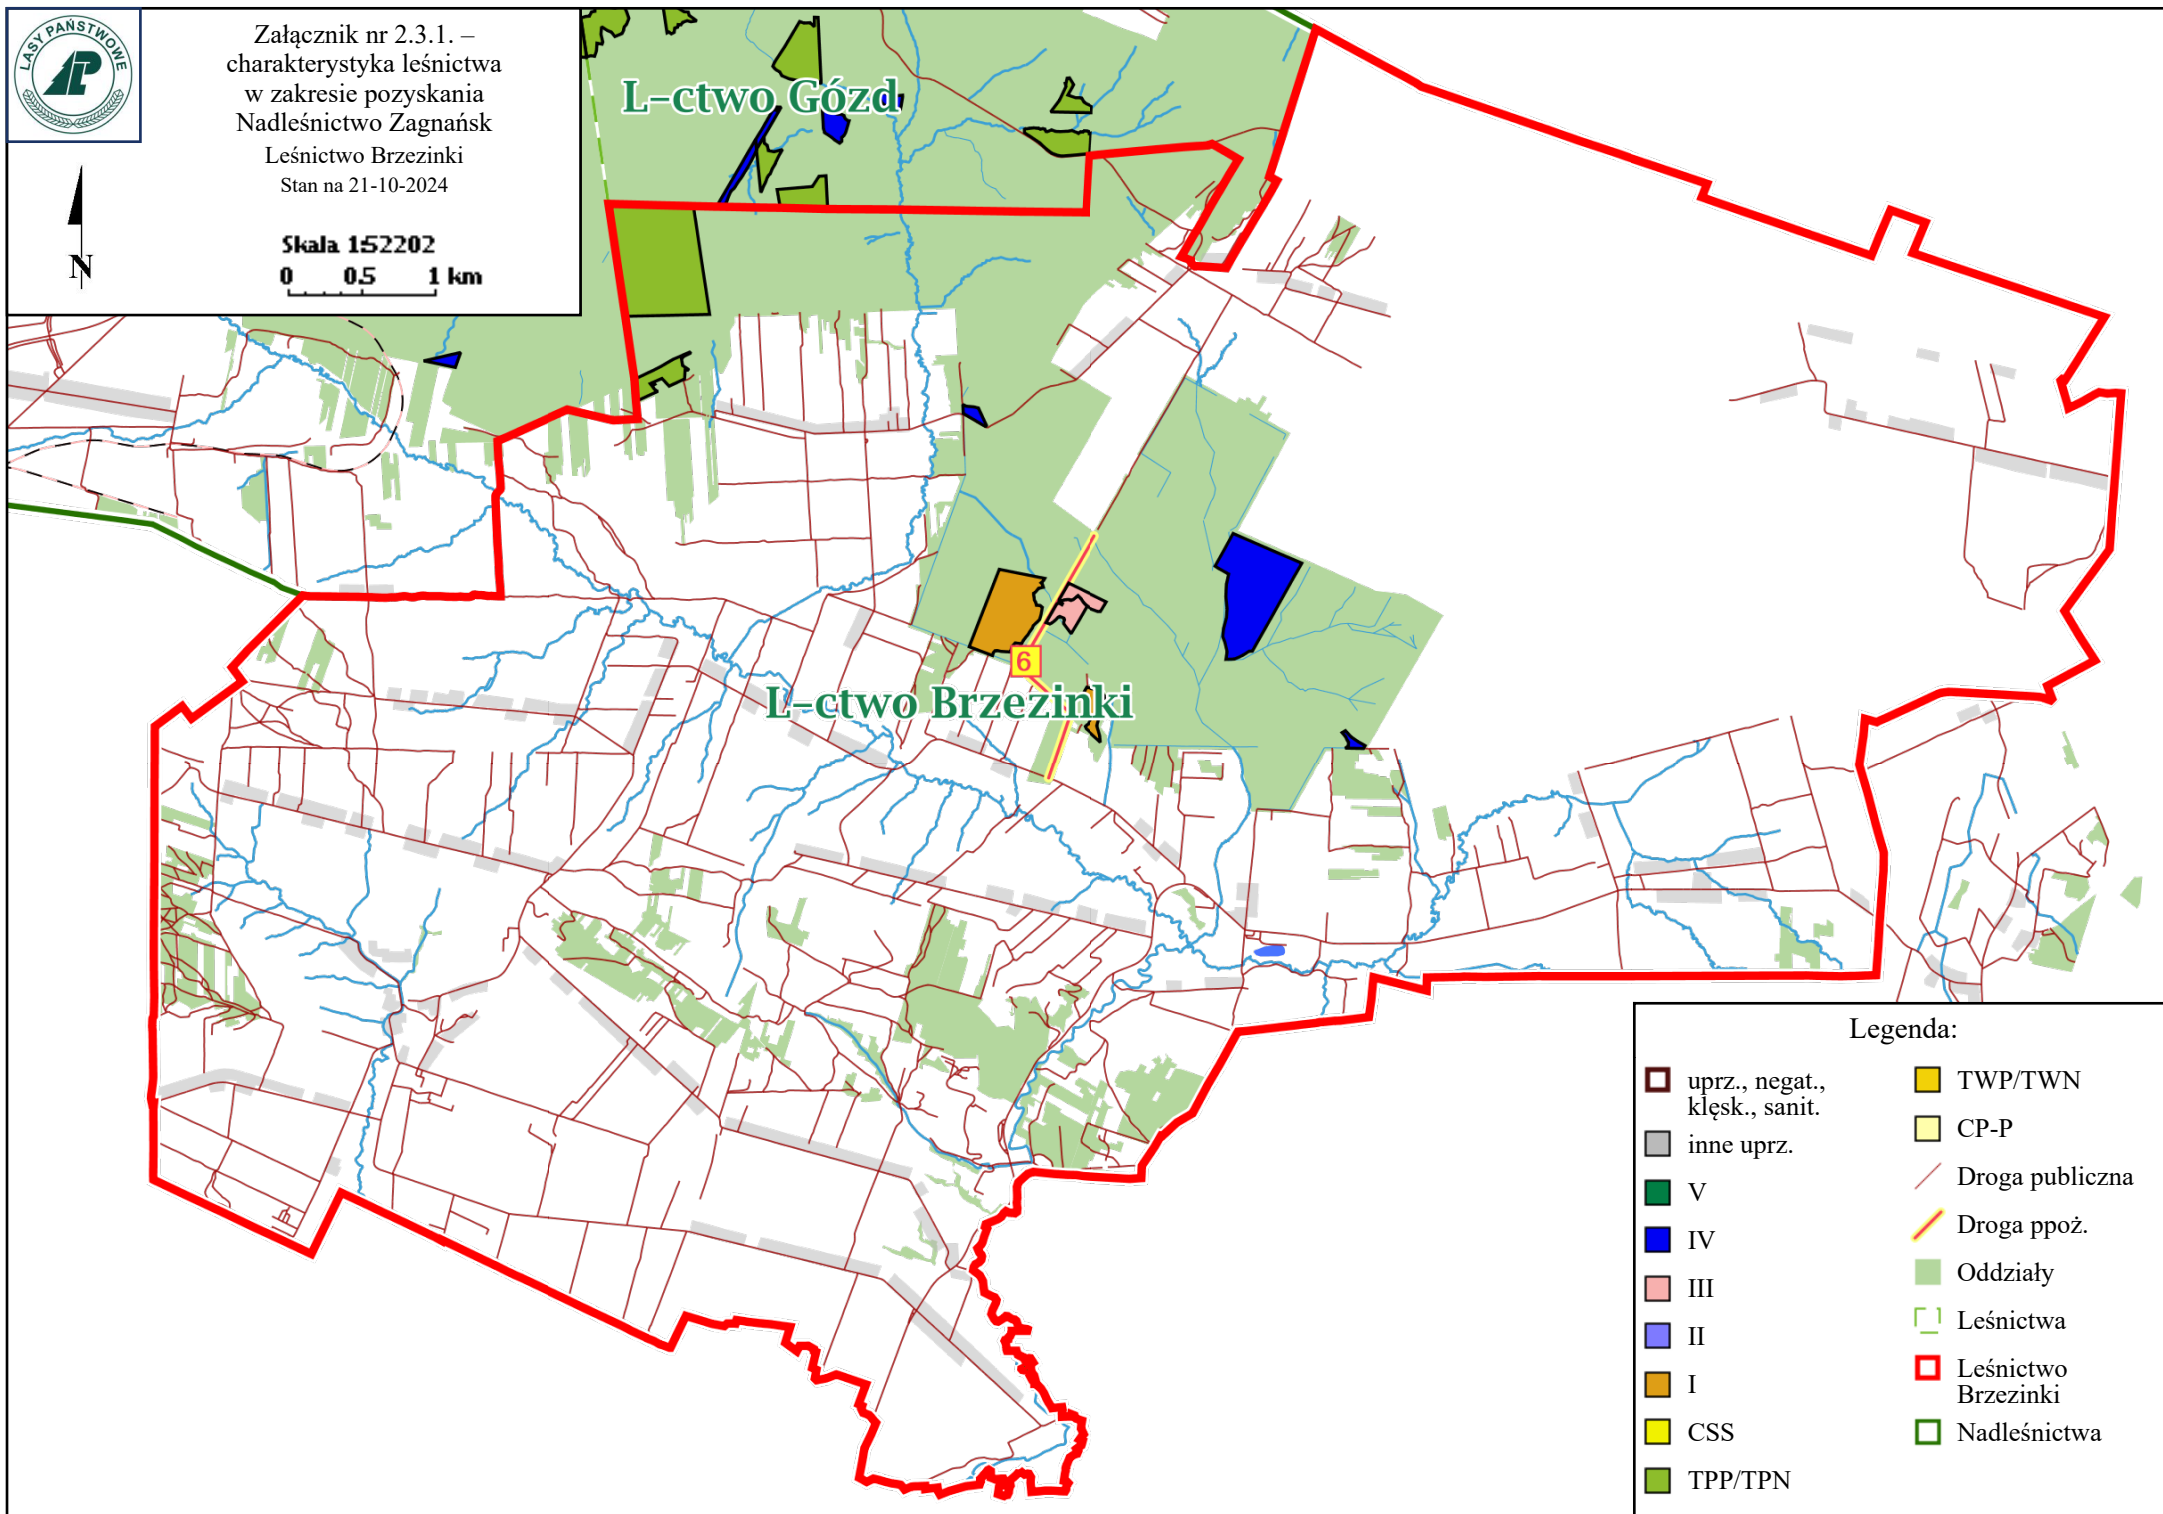 LASY PAŃSTWOWE
LP
Załącznik nr 2.3.1. –
charakterystyka leśnictwa
w zakresie pozyskania
Nadleśnictwo Zagnańsk
Leśnictwo Brzezinki
Stan na 21-10-2024
N
Skala 1:52202
0 0.5 1 km
L-ctwo Gózd
6
L-ctwo Brzezinki
Legenda:
uprz., negat.,
klęsk., sanit.
inne uprz.
V
IV
III
II
I
CSS
TPP/TPN
TWP/TWN
CP-P
Droga publiczna
Droga ppoż.
Oddziały
Leśnictwa
Leśnictwo
Brzezinki
Nadleśnictwa